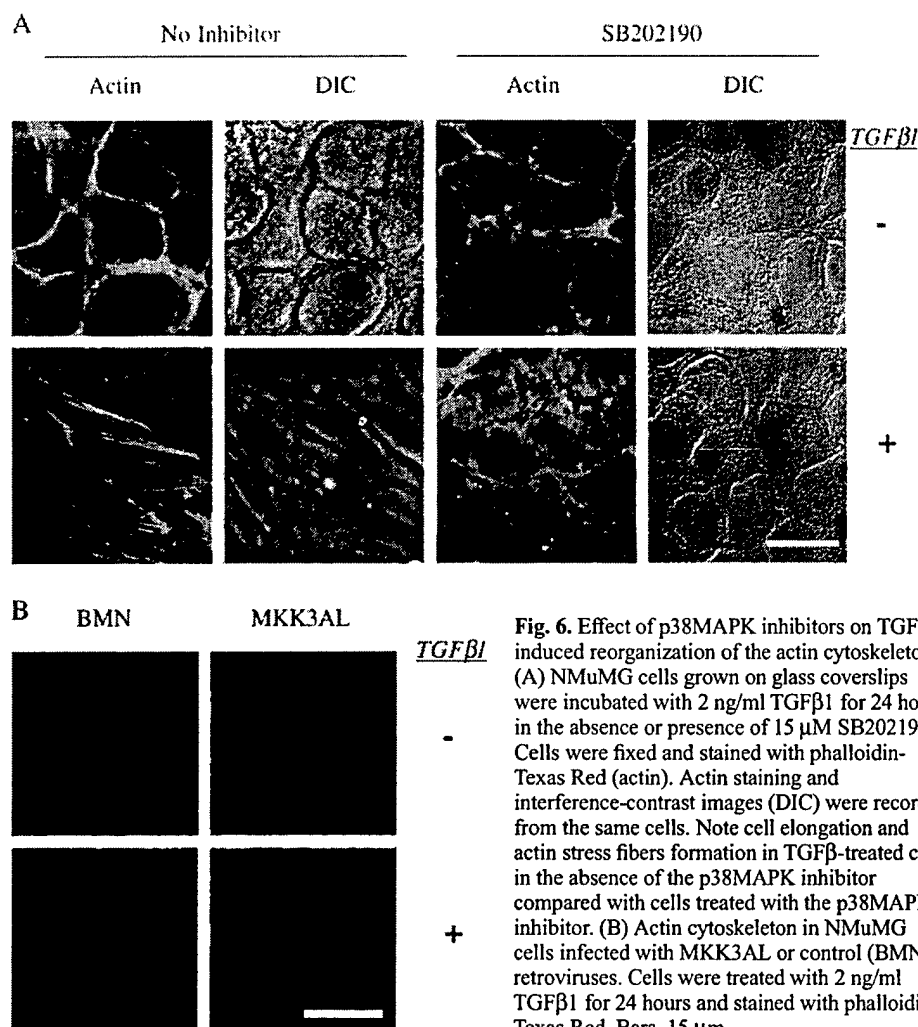 A
No Inhibitor
SB202190
Actin
DIC
Actin
DIC
TGFβ1
-
+
B
BMN
MKK3AL
TGFβ1
-
+
Fig. 6. Effect of p38MAPK inhibitors on TGF
induced reorganization of the actin cytoskeleto
(A) NMuMG cells grown on glass coverslips
were incubated with 2 ng/ml TGFβ1 for 24 ho
in the absence or presence of 15 μM SB20219
Cells were fixed and stained with phalloidin-
Texas Red (actin). Actin staining and
interference-contrast images (DIC) were recor
from the same cells. Note cell elongation and
actin stress fibers formation in TGFβ-treated c
in the absence of the p38MAPK inhibitor
compared with cells treated with the p38MAP
inhibitor. (B) Actin cytoskeleton in NMuMG
cells infected with MKK3AL or control (BMN
retroviruses. Cells were treated with 2 ng/ml
TGFβ1 for 24 hours and stained with phalloidi
Texas Red. Bars, 15 μm